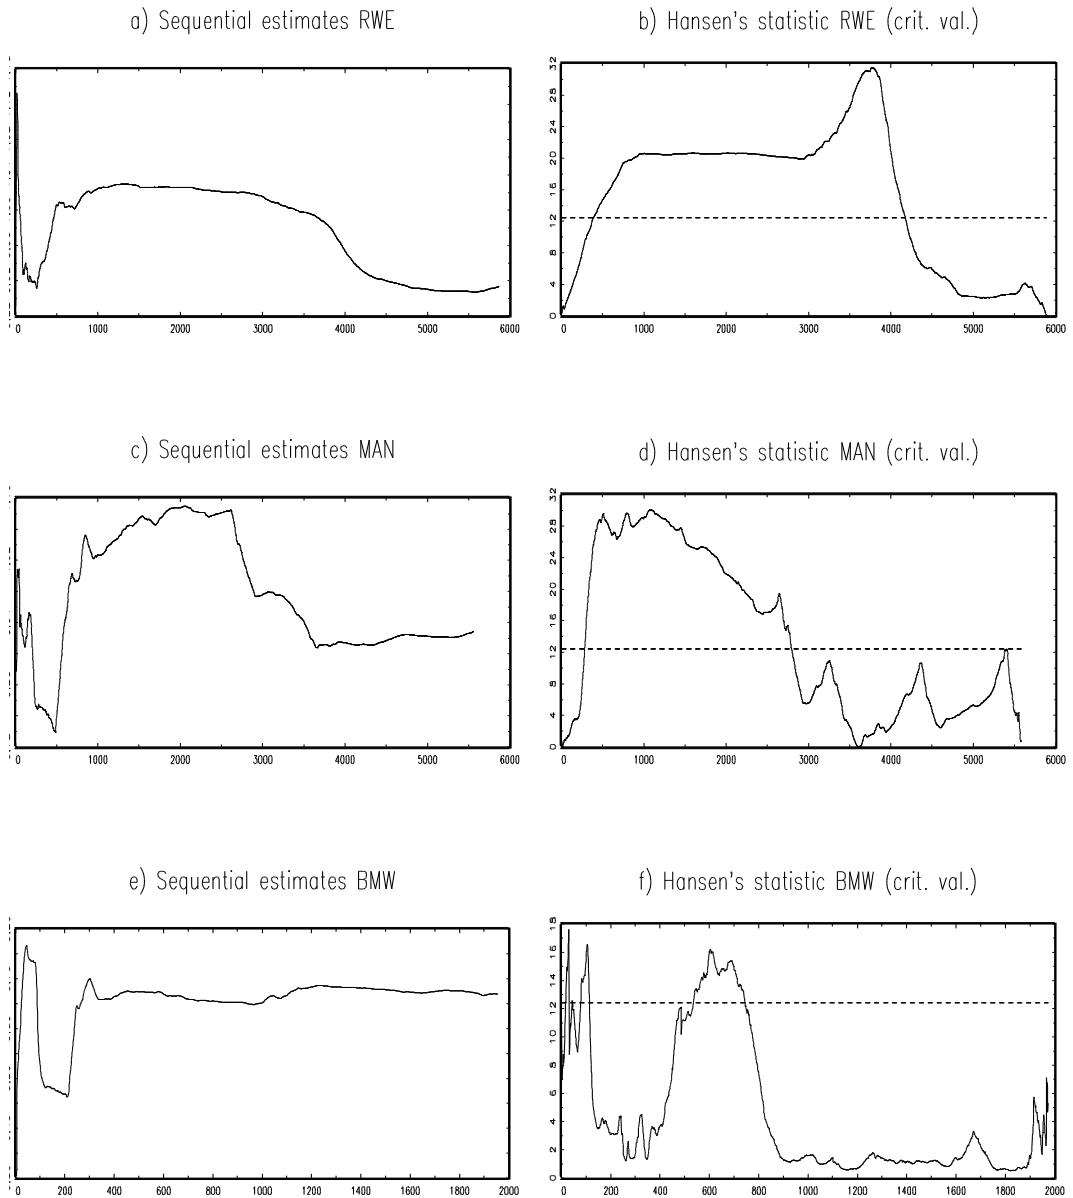 a) Sequential estimates RWE
b) Hansen's statistic RWE (crit. val.)
32
28
24
20
16
12
8
4
0
0 1000 2000 3000 4000 5000 6000
0 1000 2000 3000 4000 5000 6000
c) Sequential estimates MAN
d) Hansen's statistic MAN (crit. val.)
32
28
24
20
16
12
8
4
0
0 1000 2000 3000 4000 5000 6000
0 1000 2000 3000 4000 5000 6000
e) Sequential estimates BMW
f) Hansen's statistic BMW (crit. val.)
18
16
14
12
10
8
6
4
2
0
0 200 400 600 800 1000 1200 1400 1600 1800 2000
0 200 400 600 800 1000 1200 1400 1600 1800 2000